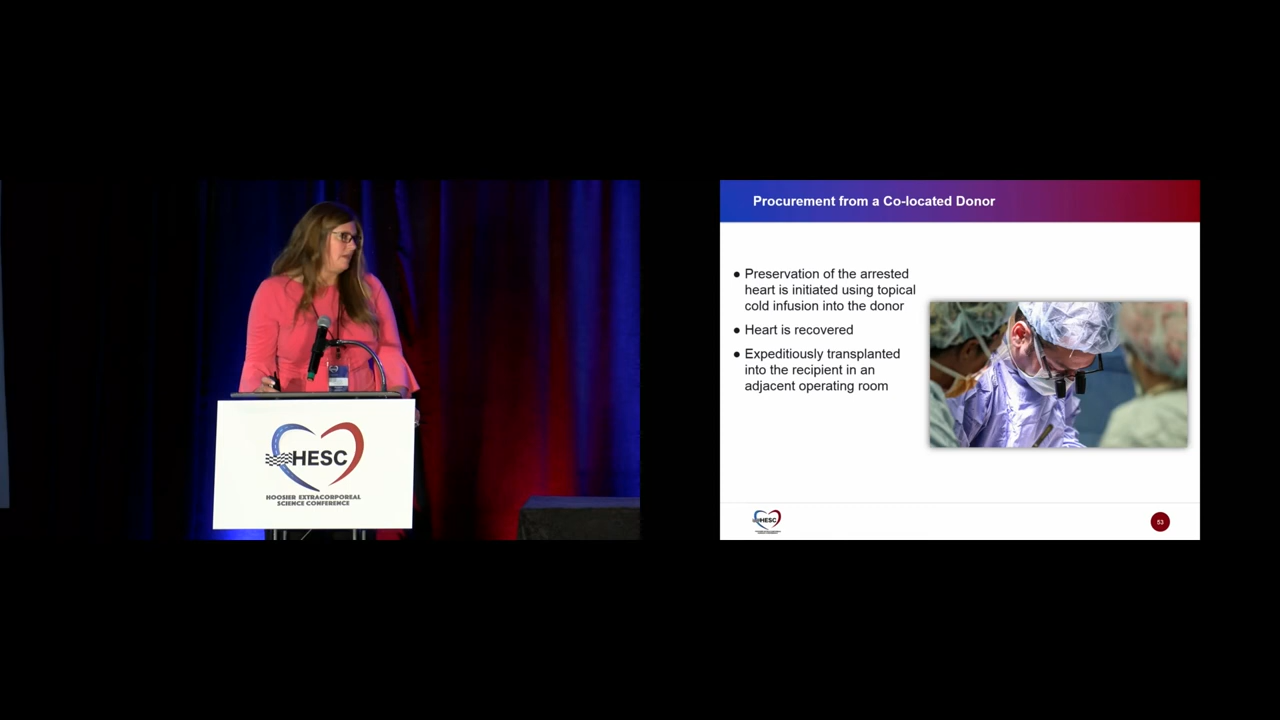 HESC
HOOSIER EXTRACORPOREAL
SCIENCE CONFERENCE
Procurement from a Co-located Donor
● Preservation of the arrested
heart is initiated using topical
cold infusion into the donor
● Heart is recovered
● Expeditiously transplanted
into the recipient in an
adjacent operating room
HESC
53